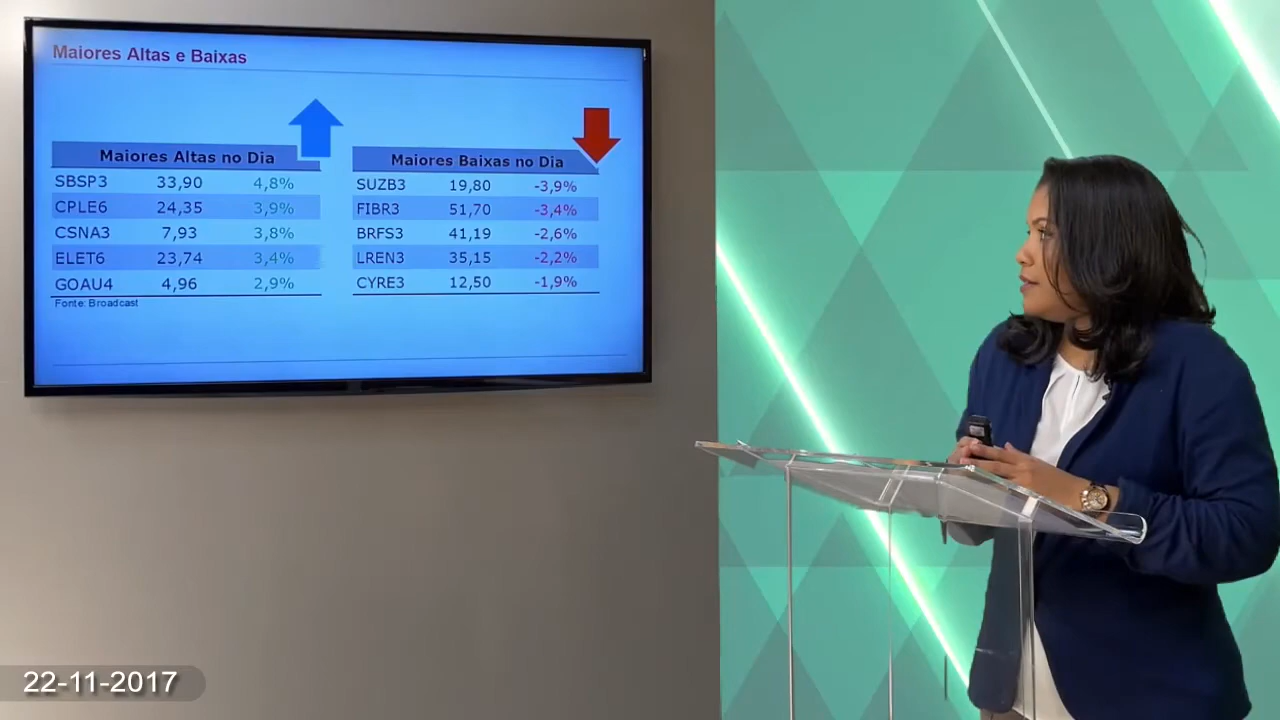 Maiores Altas e Baixas
Maiores Altas no Dia
SBSP3 33,90 4,8%
CPLE6 24,35 3,9%
CSNA3 7,93 3,8%
ELET6 23,74 3,4%
GOAU4 4,96 2,9%
Fonte: Broadcast
Maiores Baixas no Dia
SUZB3 19,80 -3,9%
FIBR3 51,70 -3,4%
BRFS3 41,19 -2,6%
LREN3 35,15 -2,2%
CYRE3 12,50 -1,9%
22-11-2017